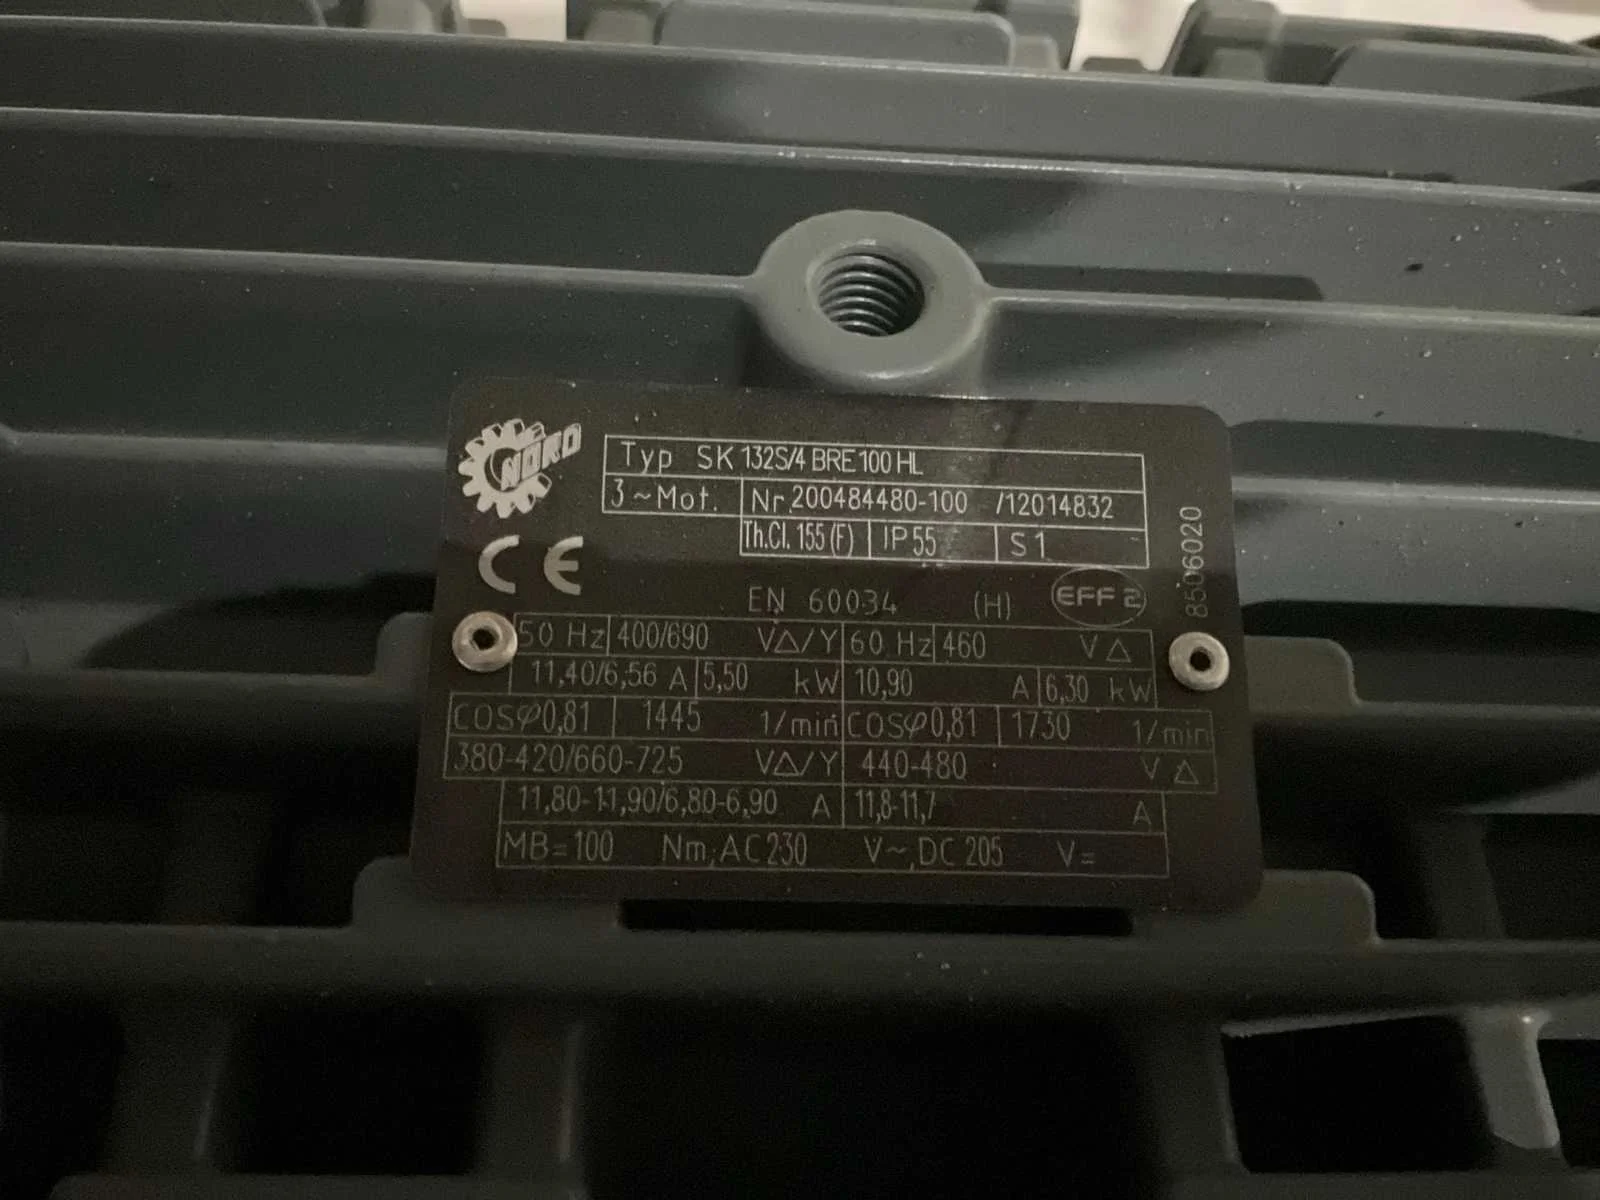 NORD
Typ SK 132S/4 BRE 100 HL
3~Mot. Nr. 200484480-100 /12014832
Th.Cl. 155 (F) IP 55 S1
8506020
CE
EN 60034 (H) EFF 2
50 Hz 400/690 V△/Y 60 Hz 460 V△
11,40/6,56 A 5,50 kW 10,90 A 6,30 kW
COSφ0,81 1445 1/min COSφ0,81 1730 1/min
380-420/660-725 V△/Y 440-480 V△
11,80-11,90/6,80-6,90 A 11,8-11,7 A
MB=100 Nm,AC 230 V~,DC 205 V=